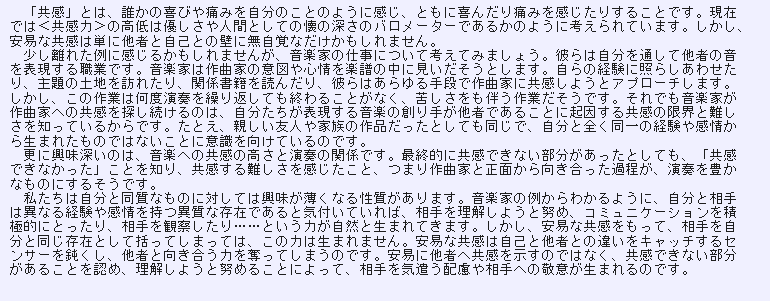 「共感」とは、誰かの喜びや痛みを自分のことのように感じ、ともに喜んだり痛みを感じたりすることです。現在
では＜共感力＞の高低は優しさや人間としての懐の深さのバロメーターであるかのように考えられています。しかし、
安易な共感は単に他者と自己との壁に無自覚なだけかもしれません。
　少し離れた例に感じるかもしれませんが、音楽家の仕事について考えてみましょう。彼らは自分を通して他者の音
を表現する職業です。音楽家は作曲家の意図や心情を楽譜の中に見いだそうとします。自らの経験に照らしあわせた
り、主題の土地を訪れたり、関係書籍を読んだり、彼らはあらゆる手段で作曲家に共感しようとアプローチします。
しかし、この作業は何度演奏を繰り返しても終わることがなく、苦しさをも伴う作業だそうです。それでも音楽家が
作曲家への共感を探し続けるのは、自分たちが表現する音楽の創り手が他者であることに起因する共感の限界と難し
さを知っているからです。たとえ、親しい友人や家族の作品だったとしても同じで、自分と全く同一の経験や感情か
ら生まれたものではないことに意識を向けているのです。
　更に興味深いのは、音楽への共感の高さと演奏の関係です。最終的に共感できない部分があったとしても、「共感
できなかった」ことを知り、共感する難しさを感じたこと、つまり作曲家と正面から向き合った過程が、演奏を豊か
なものにするそうです。
　私たちは自分と同質なものに対しては興味が薄くなる性質があります。音楽家の例からわかるように、自分と相手
は異なる経験や感情を持つ異質な存在であると気付いていれば、相手を理解しようと努め、コミュニケーションを積
極的にとったり、相手を観察したり……という力が自然と生まれてきます。しかし、安易な共感をもって、相手を自
分と同じ存在として括ってしまっては、この力は生まれません。安易な共感は自己と他者との違いをキャッチするセ
ンサーを鈍くし、他者と向き合う力を奪ってしまうのです。安易に他者へ共感を示すのではなく、共感できない部分
があることを認め、理解しようと努めることによって、相手を気遣う配慮や相手への敬意が生まれるのです。